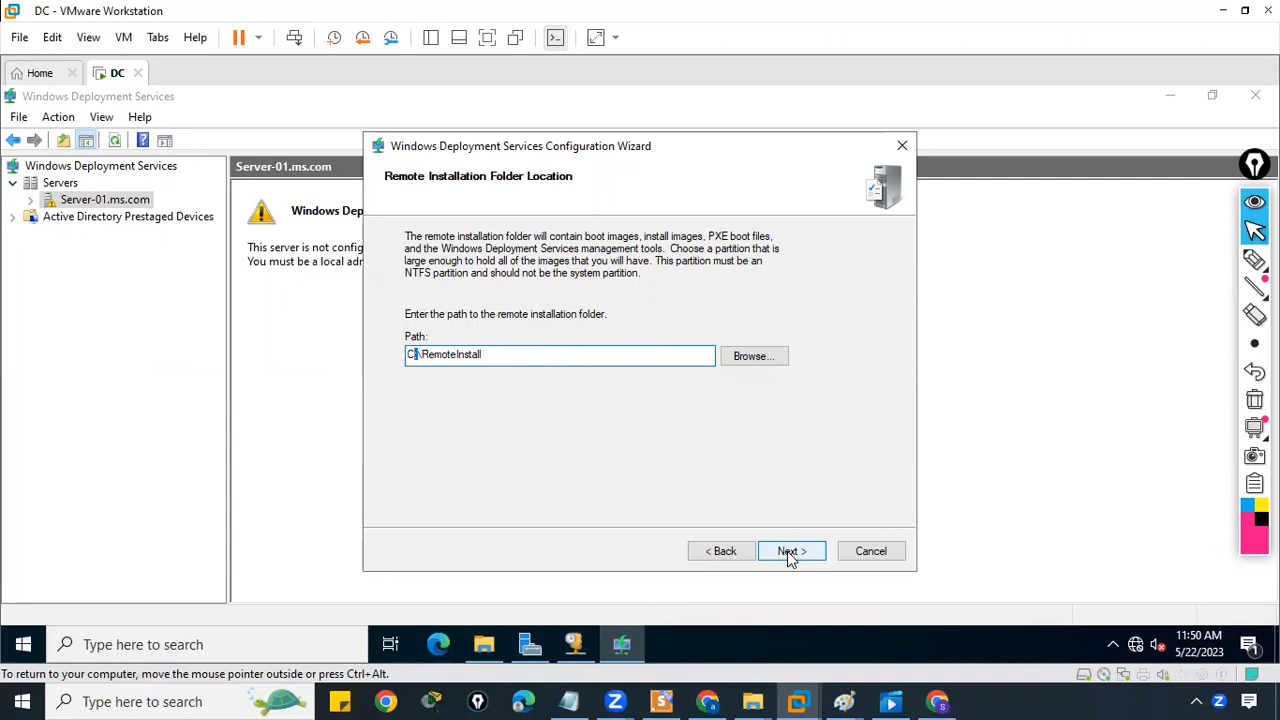 DC - VMware Workstation
File Edit View VM Tabs Help
Home DC
Windows Deployment Services
File Action View Help
Windows Deployment Services
Servers
Server-01.ms.com
Active Directory Prestaged Devices
Server-01.ms.com
Windows Dep
This server is not config
You must be a local adm
Windows Deployment Services Configuration Wizard
Remote Installation Folder Location
The remote installation folder will contain boot images, install images, PXE boot files,
and the Windows Deployment Services management tools. Choose a partition that is
large enough to hold all of the images that you will have. This partition must be an
NTFS partition and should not be the system partition.
Enter the path to the remote installation folder.
Path:
C:\RemoteInstall
Browse...
< Back Next > Cancel
Type here to search
11:50 AM
5/22/2023
1
To return to your computer, move the mouse pointer outside or press Ctrl+Alt.
Type here to search